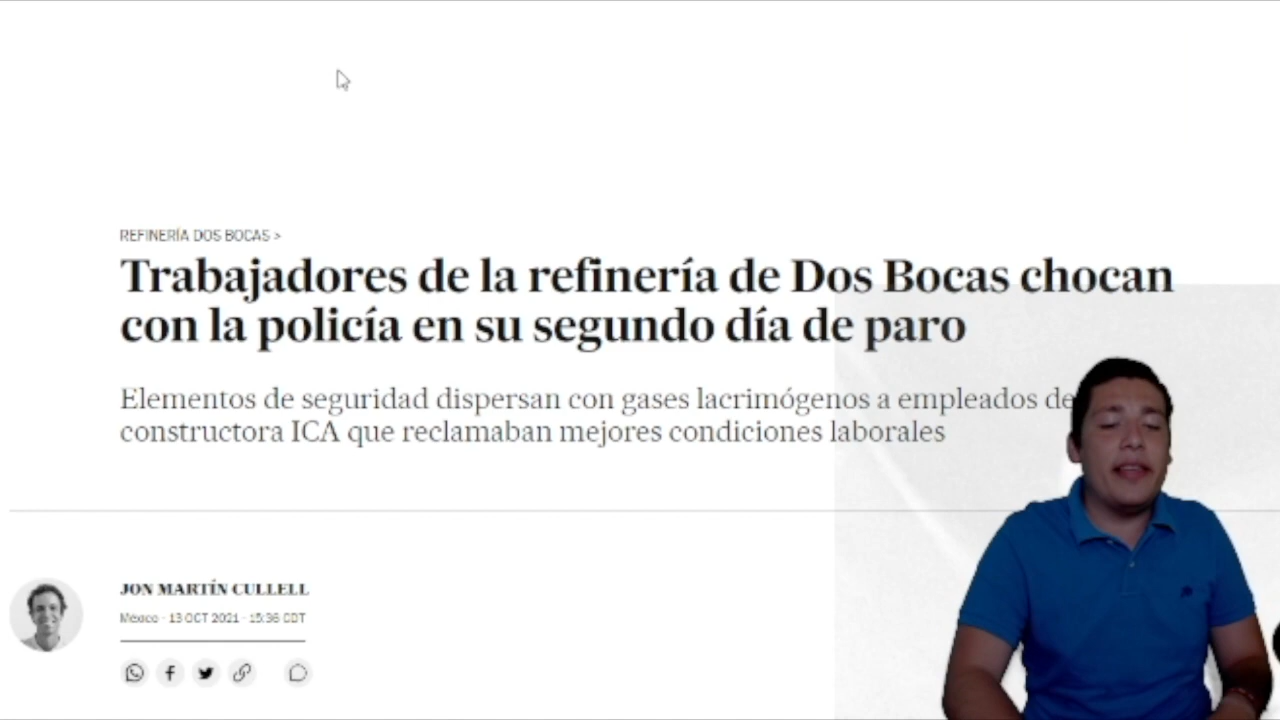 REFINERÍA DOS BOCAS >
Trabajadores de la refinería de Dos Bocas chocan
con la policía en su segundo día de paro
Elementos de seguridad dispersan con gases lacrimógenos a empleados de
constructora ICA que reclamaban mejores condiciones laborales
JON MARTÍN CULLELL
México - 13 OCT 2021 - 15:36 CDT